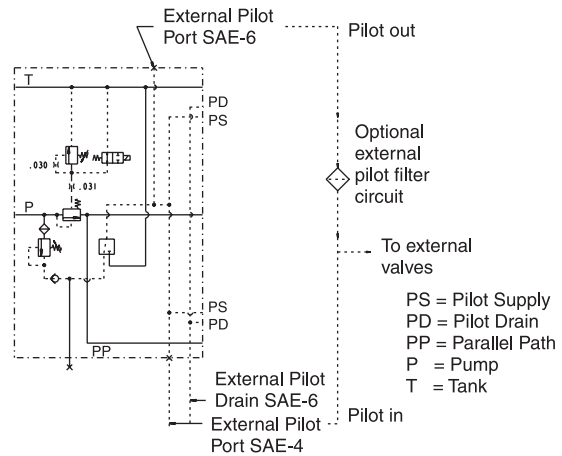 External Pilot
Port SAE-6
Pilot out
T
PD
PS
.030
.031
Optional
external
pilot filter
circuit
P
To external
valves
PS = Pilot Supply
PD = Pilot Drain
PP = Parallel Path
P = Pump
T = Tank
PS
PD
PP
External Pilot
Drain SAE-6
External Pilot
Port SAE-4
Pilot in